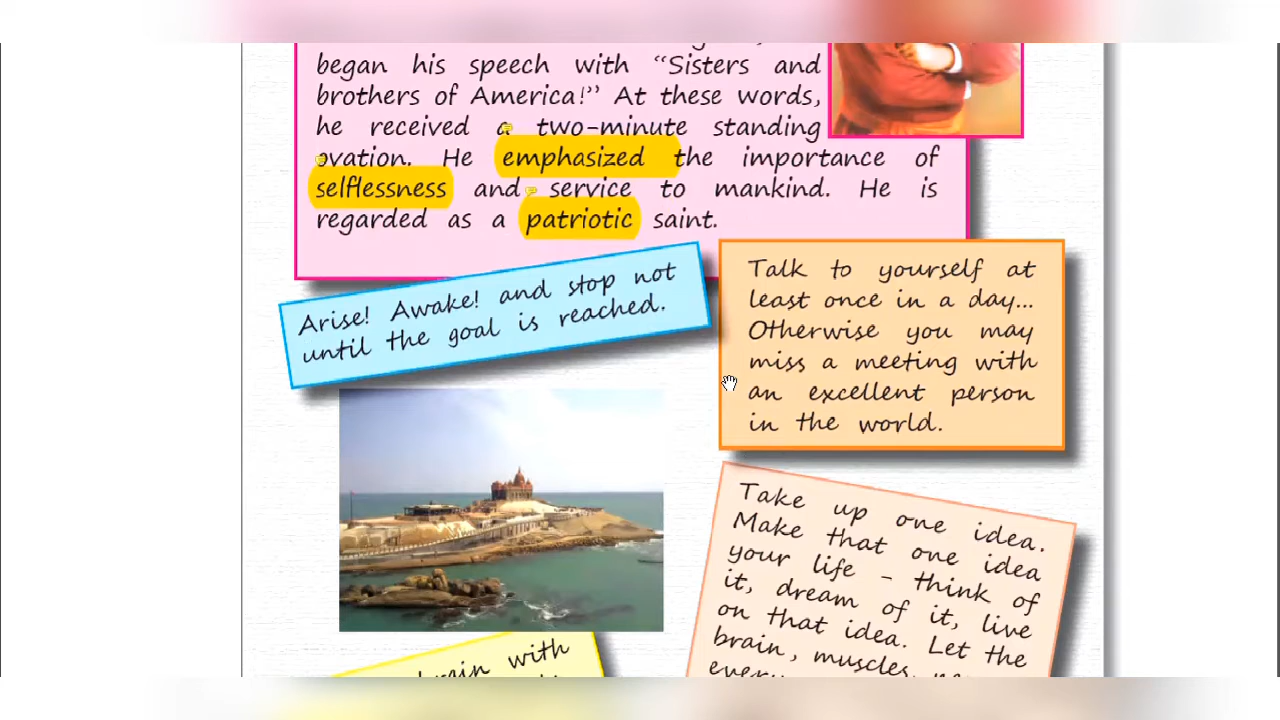 began his speech with “Sisters and
brothers of America!” At these words,
he received a two-minute standing
ovation. He emphasized the importance of
selflessness and service to mankind. He is
regarded as a patriotic saint.
Arise! Awake! and stop not
until the goal is reached.
Talk to yourself at
least once in a day...
Otherwise you may
miss a meeting with
an excellent person
in the world.
Take up one idea.
Make that one idea
your life - think of
it, dream of it, live
on that idea. Let the
brain, muscles,
with